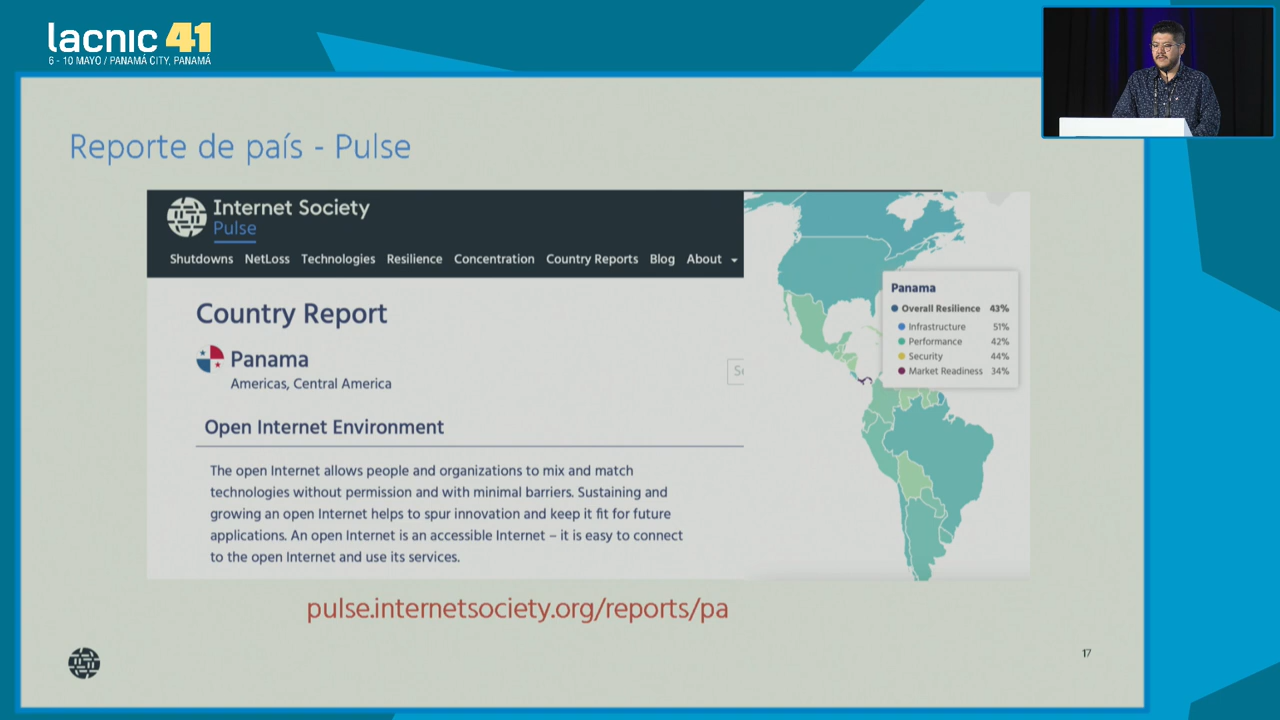 lacnic 41
6 - 10 MAYO / PANAMÁ CITY, PANAMÁ
Reporte de país - Pulse
Internet Society
Pulse
Shutdowns NetLoss Technologies Resilience Concentration Country Reports Blog About
Country Report
Panama
Americas, Central America
Open Internet Environment
The open Internet allows people and organizations to mix and match
technologies without permission and with minimal barriers. Sustaining and
growing an open Internet helps to spur innovation and keep it fit for future
applications. An open Internet is an accessible Internet – it is easy to connect
to the open Internet and use its services.
Panama
Overall Resilience 43%
Infrastructure 51%
Performance 42%
Security 44%
Market Readiness 34%
pulse.internetsociety.org/reports/pa
17